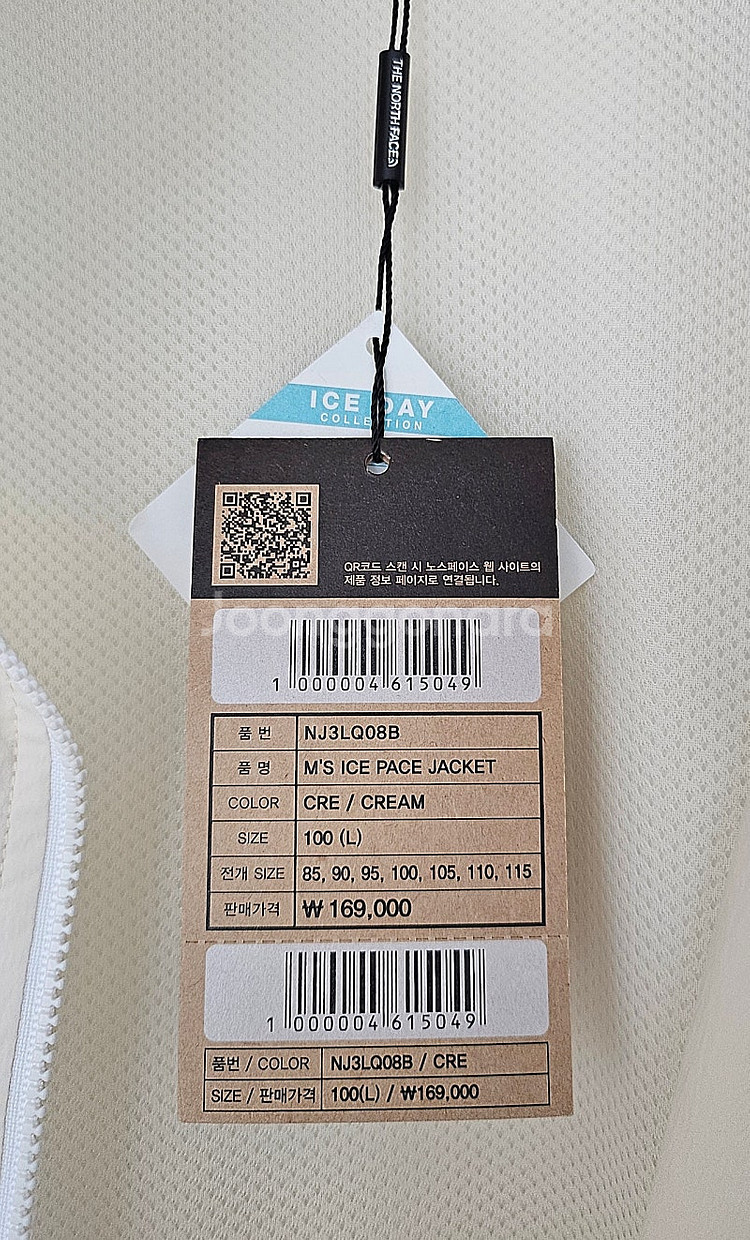 THE NORTH FACE
ICE DAY
COLLECTION
QR코드 스캔 시 노스페이스 웹 사이트의
제품 정보 페이지로 연결됩니다.
Joonggonara
1 000004 615049
품 번 NJ3LQ08B
품 명 M'S ICE PACE JACKET
COLOR CRE / CREAM
SIZE 100 (L)
전개 SIZE 85, 90, 95, 100, 105, 110, 115
판매가격 ₩ 169,000
1 000004 615049
품번 / COLOR NJ3LQ08B / CRE
SIZE / 판매가격 100(L) / ₩169,000